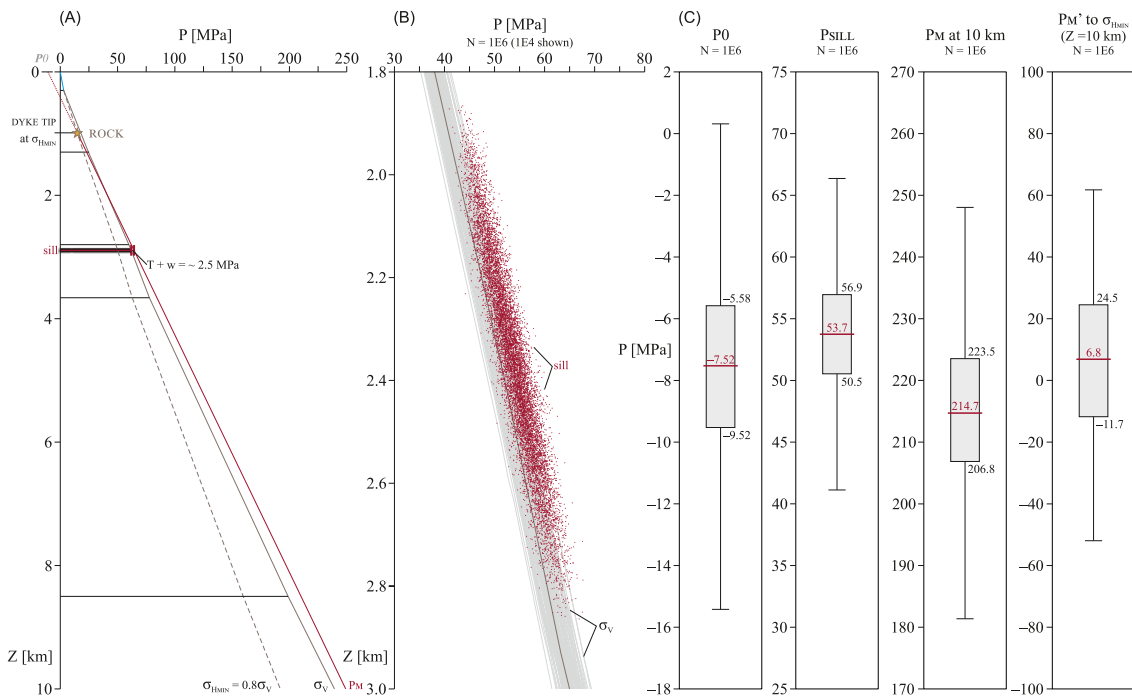 (A)
P [MPa]
P0
0 50 100 150 200 250
0
DYKE TIP
at σHMIN
ROCK
2
sill
T + w = ~ 2.5 MPa
4
6
8
Z [km]
10
σHMIN = 0.8σV
σV
PM
(B)
P [MPa]
N = 1E6 (1E4 shown)
30 40 50 60 70 80
1.8
2.0
2.2
sill
2.4
2.6
2.8
σV
Z [km]
3.0
(C)
P0
N = 1E6
P [MPa]
2
0
−2
−4
−5.58
−6
−7.52
−8
−9.52
−10
−12
−14
−16
−18
PSILL
N = 1E6
75
70
65
60
56.9
55
53.7
50.5
50
45
40
35
30
25
PM at 10 km
N = 1E6
270
260
250
240
230
223.5
220
214.7
210
206.8
200
190
180
170
PM’ to σHMIN
(Z=10 km)
N = 1E6
100
80
60
40
24.5
20
6.8
0
−11.7
−20
−40
−60
−80
−100